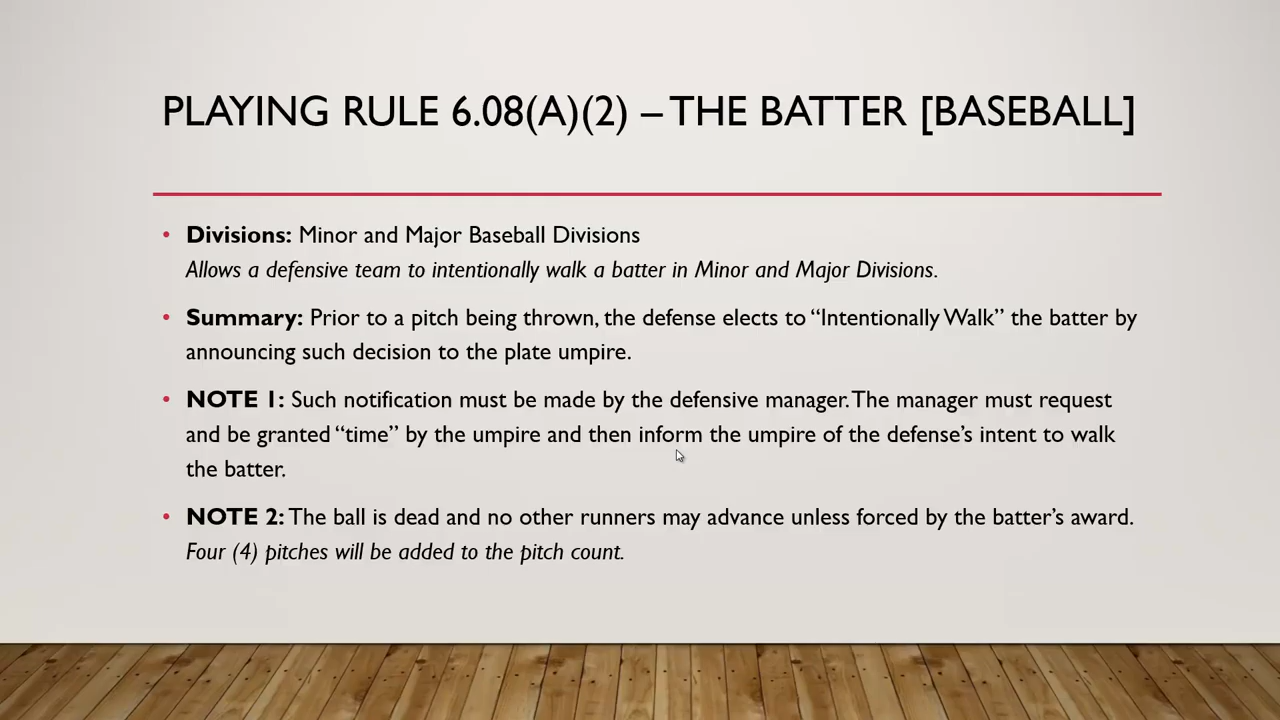 PLAYING RULE 6.08(A)(2) – THE BATTER [BASEBALL]
• Divisions: Minor and Major Baseball Divisions
Allows a defensive team to intentionally walk a batter in Minor and Major Divisions.
• Summary: Prior to a pitch being thrown, the defense elects to “Intentionally Walk” the batter by
announcing such decision to the plate umpire.
• NOTE 1: Such notification must be made by the defensive manager. The manager must request
and be granted “time” by the umpire and then inform the umpire of the defense’s intent to walk
the batter.
• NOTE 2: The ball is dead and no other runners may advance unless forced by the batter’s award.
Four (4) pitches will be added to the pitch count.